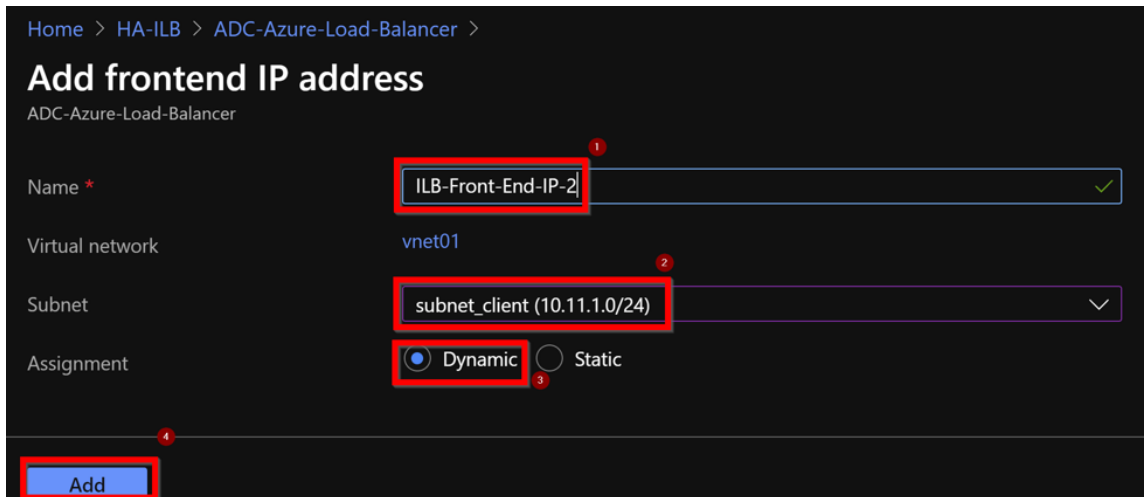 Home > HA-ILB > ADC-Azure-Load-Balancer >
Add frontend IP address
ADC-Azure-Load-Balancer
1
Name * ILB-Front-End-IP-2
Virtual network vnet01
2
Subnet subnet_client (10.11.1.0/24)
Assignment Dynamic Static
3
4
Add